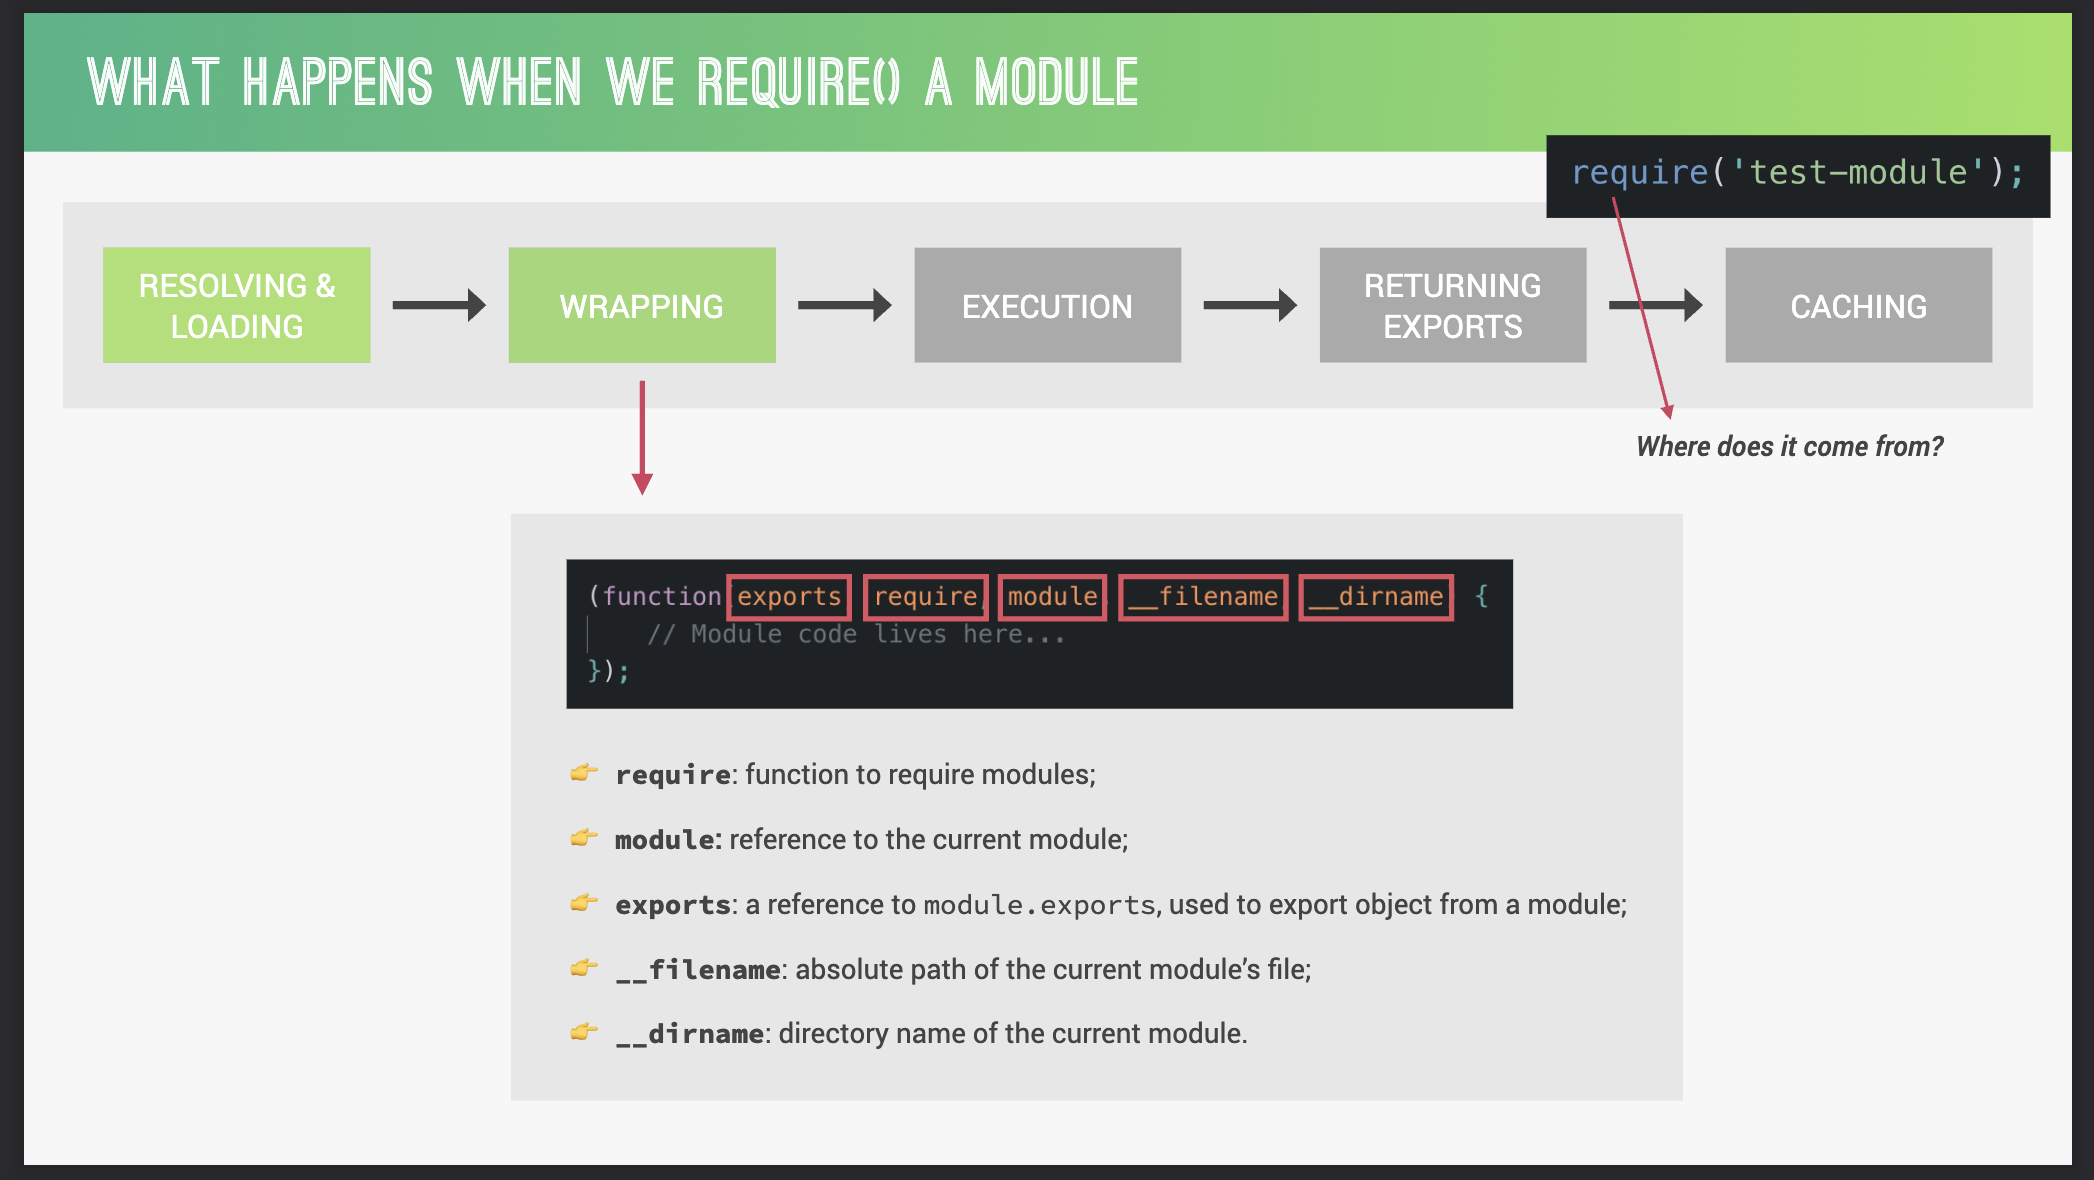 WHAT HAPPENS WHEN WE REQUIRE() A MODULE
require('test-module');
RESOLVING &
LOADING
WRAPPING
EXECUTION
RETURNING
EXPORTS
CACHING
Where does it come from?
(function exports, require, module, __filename, __dirname) {
// Module code lives here...
});
👉 require: function to require modules;
👉 module: reference to the current module;
👉 exports: a reference to module.exports, used to export object from a module;
👉 __filename: absolute path of the current module’s file;
👉 __dirname: directory name of the current module.